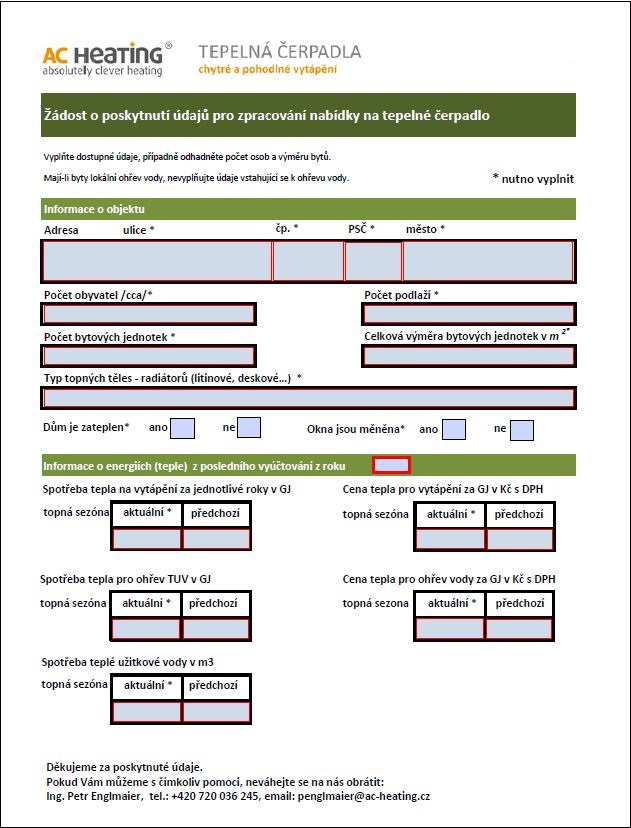 AC Heating®
absolutely clever heating
TEPELNÁ ČERPADLA
chytré a pohodlné vytápění
Žádost o poskytnutí údajů pro zpracování nabídky na tepelné čerpadlo
Vyplňte dostupné údaje, případně odhadněte počet osob a výměru bytů.
Mají-li byty lokální ohřev vody, nevyplňujte údaje vstahující se k ohřevu vody.
* nutno vyplnit
Informace o objektu
Adresa ulice * čp. * PSČ * město *
Počet obyvatel /cca/* Počet podlaží *
Počet bytových jednotek * Celková výměra bytových jednotek v m ²*
Typ topných těles - radiátorů (litinové, deskové...) *
Dům je zateplen* ano ne Okna jsou měněna* ano ne
Informace o energiích (teple) z posledního vyúčtování z roku
Spotřeba tepla na vytápění za jednotlivé roky v GJ Cena tepla pro vytápění za GJ v Kč s DPH
topná sezóna aktuální * předchozí topná sezóna aktuální * předchozí
Spotřeba tepla pro ohřev TUV v GJ Cena tepla pro ohřev vody za GJ v Kč s DPH
topná sezóna aktuální * předchozí topná sezona aktuální * předchozí
Spotřeba teplé užitkové vody v m3
topná sezóna aktuální * předchozí
Děkujeme za poskytnuté údaje.
Pokud Vám můžeme s čímkoliv pomoci, neváhejte se na nás obrátit:
Ing. Petr Englmaier, tel.: +420 720 036 245, email: penglmaier@ac-heating.cz